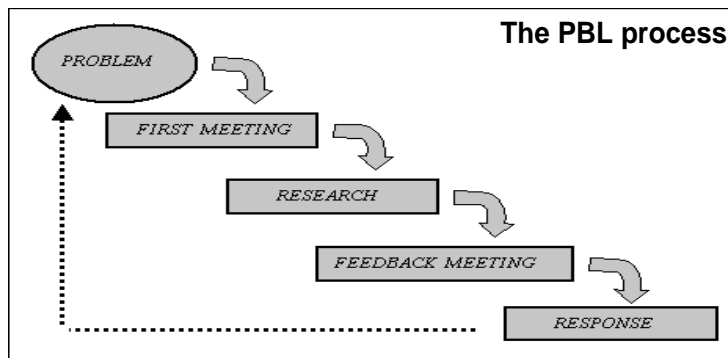 The PBL process
PROBLEM
FIRST MEETING
RESEARCH
FEEDBACK MEETING
RESPONSE